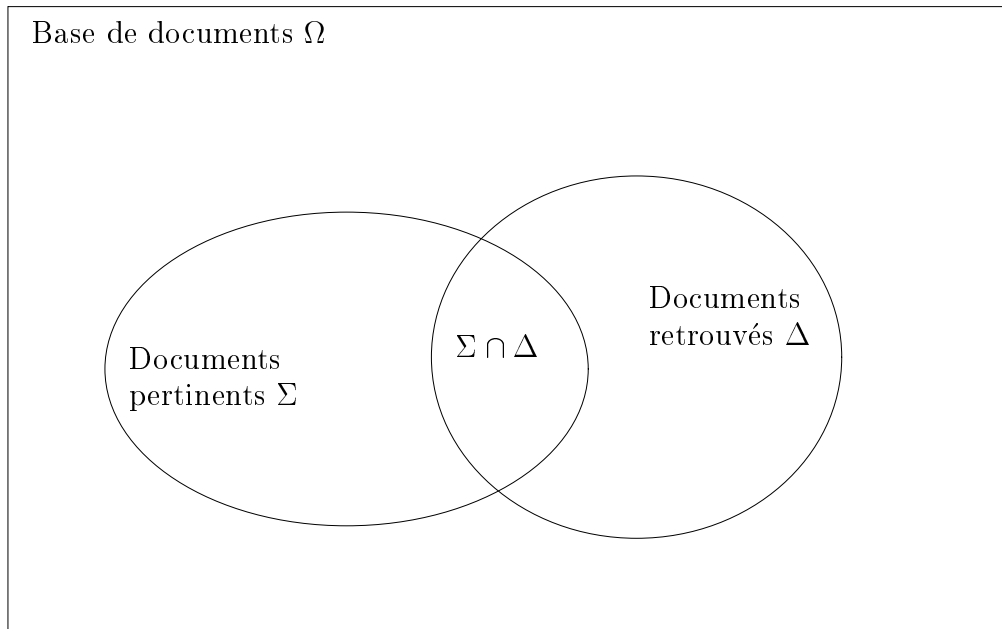 Base de documents Ω
Documents
pertinents Σ
Σ ∩ Δ
Documents
retrouvés Δ